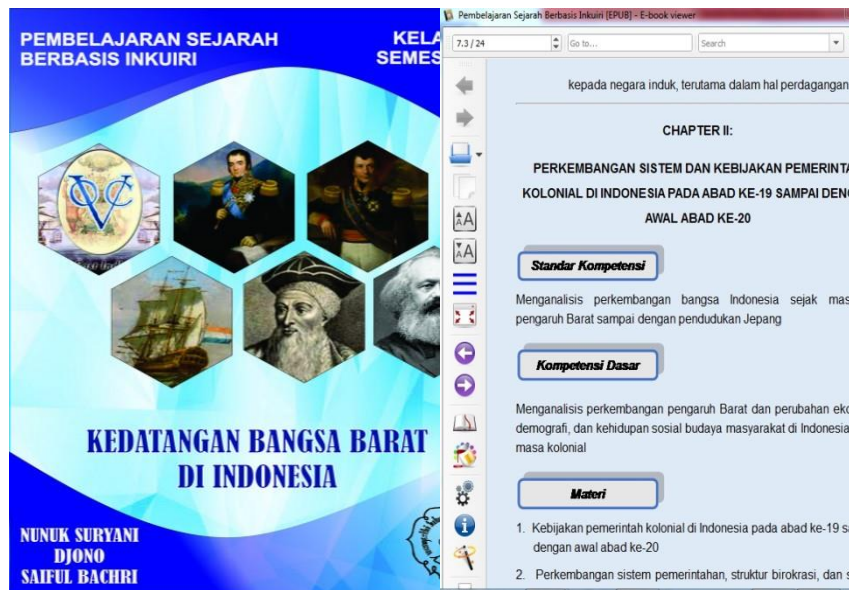 PEMBELAJARAN SEJARAH
BERBASIS INKUIRI
KELA
SEMES
VOC
KEDATANGAN BANGSA BARAT
DI INDONESIA
NUNUK SURYANI
DJONO
SAIFUL BACHRI
Pembelajaran Sejarah Berbasis Inkuiri [EPUB] - E-book viewer
7.3 / 24
Go to...
Search
kepada negara induk, terutama dalam hal perdagangan
CHAPTER II:
PERKEMBANGAN SISTEM DAN KEBIJAKAN PEMERINTA
KOLONIAL DI INDONESIA PADA ABAD KE-19 SAMPAI DENG
AWAL ABAD KE-20
Standar Kompetensi
Menganalisis perkembangan bangsa Indonesia sejak mas
pengaruh Barat sampai dengan pendudukan Jepang
Kompetensi Dasar
Menganalisis perkembangan pengaruh Barat dan perubahan eko
demografi, dan kehidupan sosial budaya masyarakat di Indonesia
masa kolonial
Materi
1. Kebijakan pemerintah kolonial di Indonesia pada abad ke-19 sa
dengan awal abad ke-20
2. Perkembangan sistem pemerintahan, struktur birokrasi, dan s